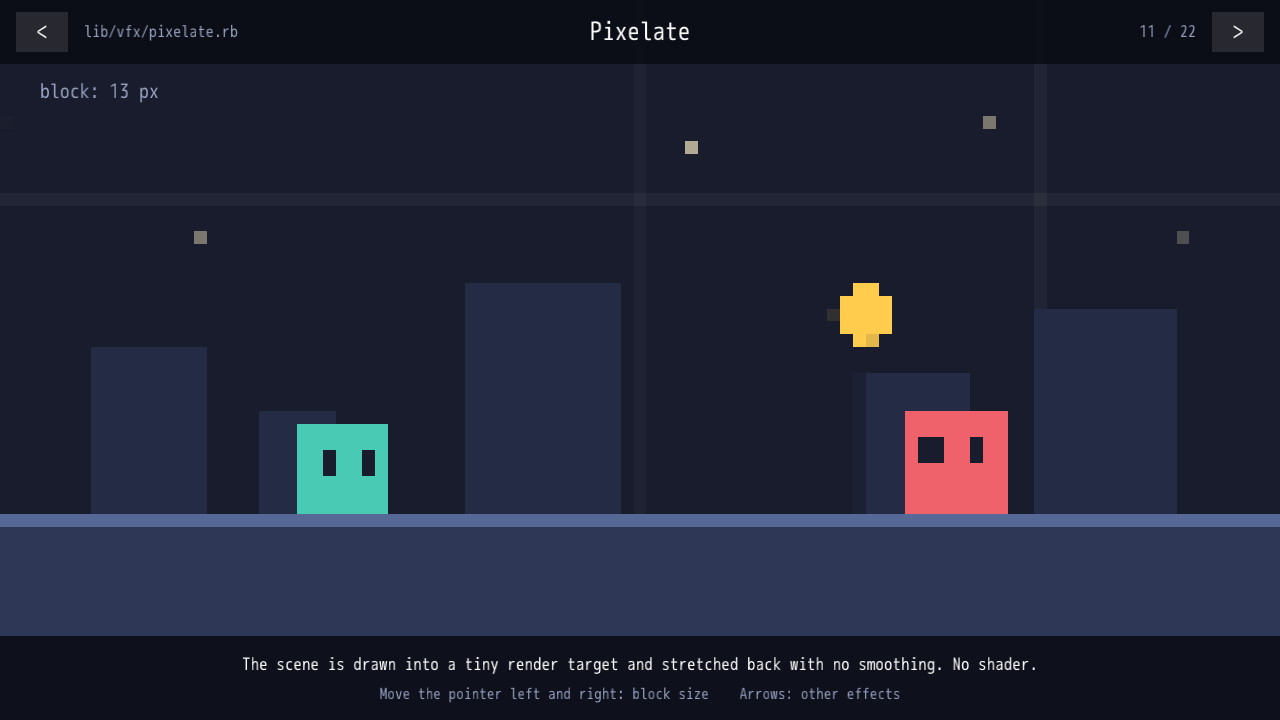 < lib/vfx/pixelate.rb Pixelate 11 / 22 >
block: 13 px
The scene is drawn into a tiny render target and stretched back with no smoothing. No shader.
Move the pointer left and right: block size Arrows: other effects